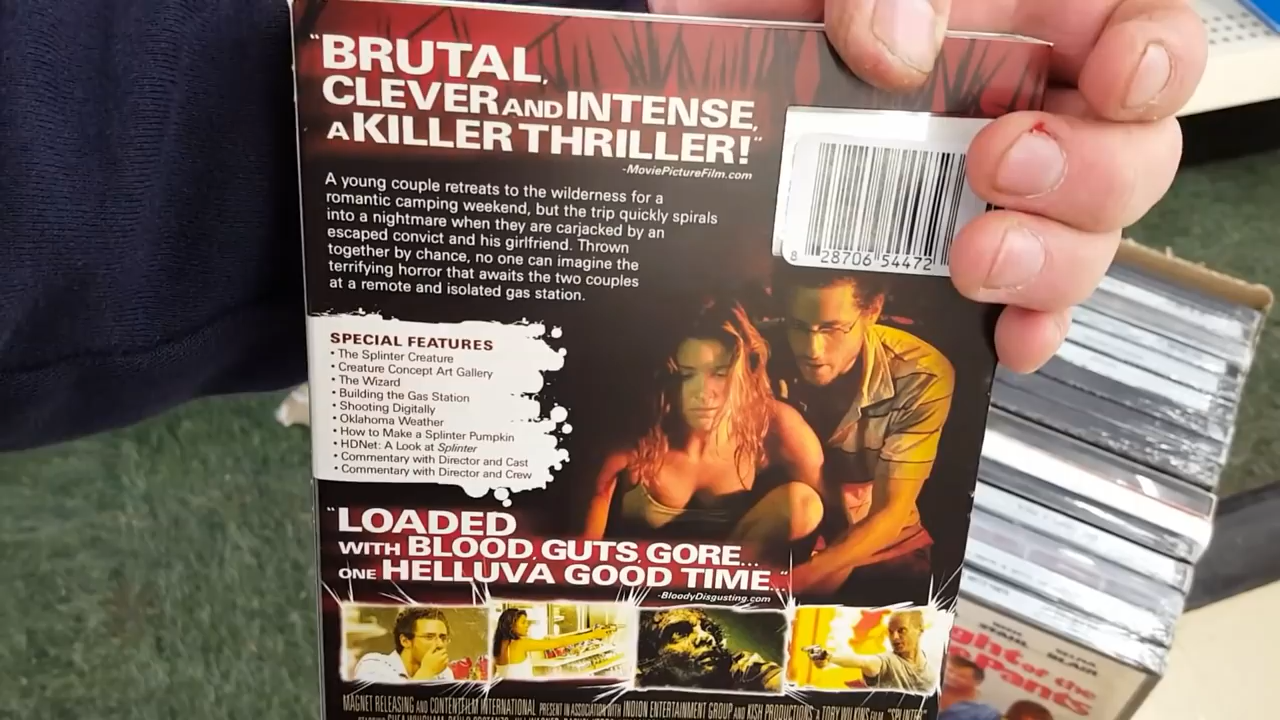 "BRUTAL,
CLEVER AND INTENSE,
A KILLER THRILLER!"
-MoviePictureFilm.com
A young couple retreats to the wilderness for a
romantic camping weekend, but the trip quickly spirals
into a nightmare when they are carjacked by an
escaped convict and his girlfriend. Thrown
together by chance, no one can imagine the
terrifying horror that awaits the two couples
at a remote and isolated gas station.
8 28706 54472
SPECIAL FEATURES
• The Splinter Creature
• Creature Concept Art Gallery
• The Wizard
• Building the Gas Station
• Shooting Digitally
• Oklahoma Weather
• How to Make a Splinter Pumpkin
• HDNet: A Look at Splinter
• Commentary with Director and Cast
• Commentary with Director and Crew
"LOADED
WITH BLOOD, GUTS, GORE...
ONE HELLUVA GOOD TIME..."
-BloodyDisgusting.com
MAGNET RELEASING AND CONTENTFILM INTERNATIONAL PRESENT IN ASSOCIATION WITH INDION ENTERTAINMENT GROUP AND KISH PRODUCTIONS A TOBY WILKINS FILM "SPLINTER"
ght of the
Pants